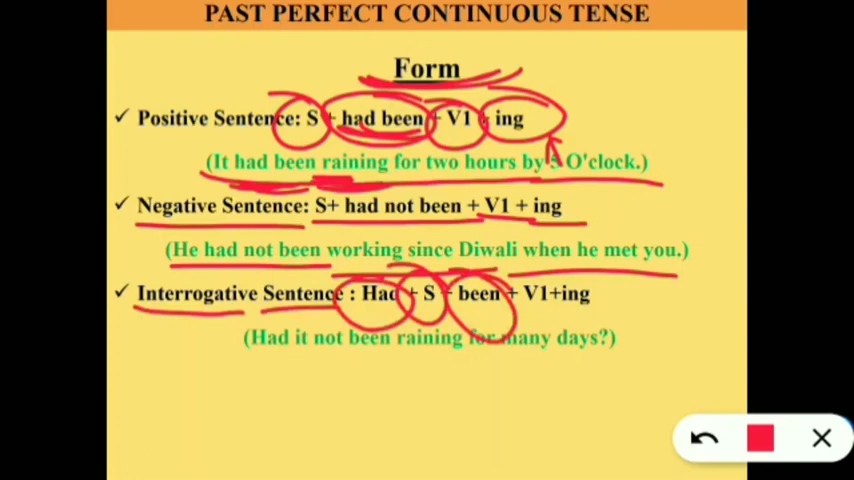 PAST PERFECT CONTINUOUS TENSE
Form
✓ Positive Sentence: S + had been + V1 + ing
(It had been raining for two hours by 5 O'clock.)
✓ Negative Sentence: S+ had not been + V1 + ing
(He had not been working since Diwali when he met you.)
✓ Interrogative Sentence : Had + S + been + V1+ing
(Had it not been raining for many days?)